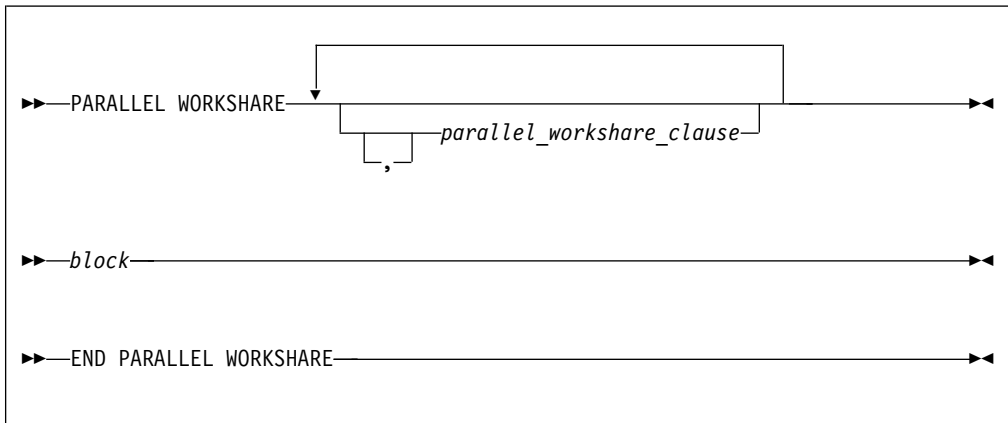 PARALLEL WORKSHARE
parallel_workshare_clause
,
block
END PARALLEL WORKSHARE